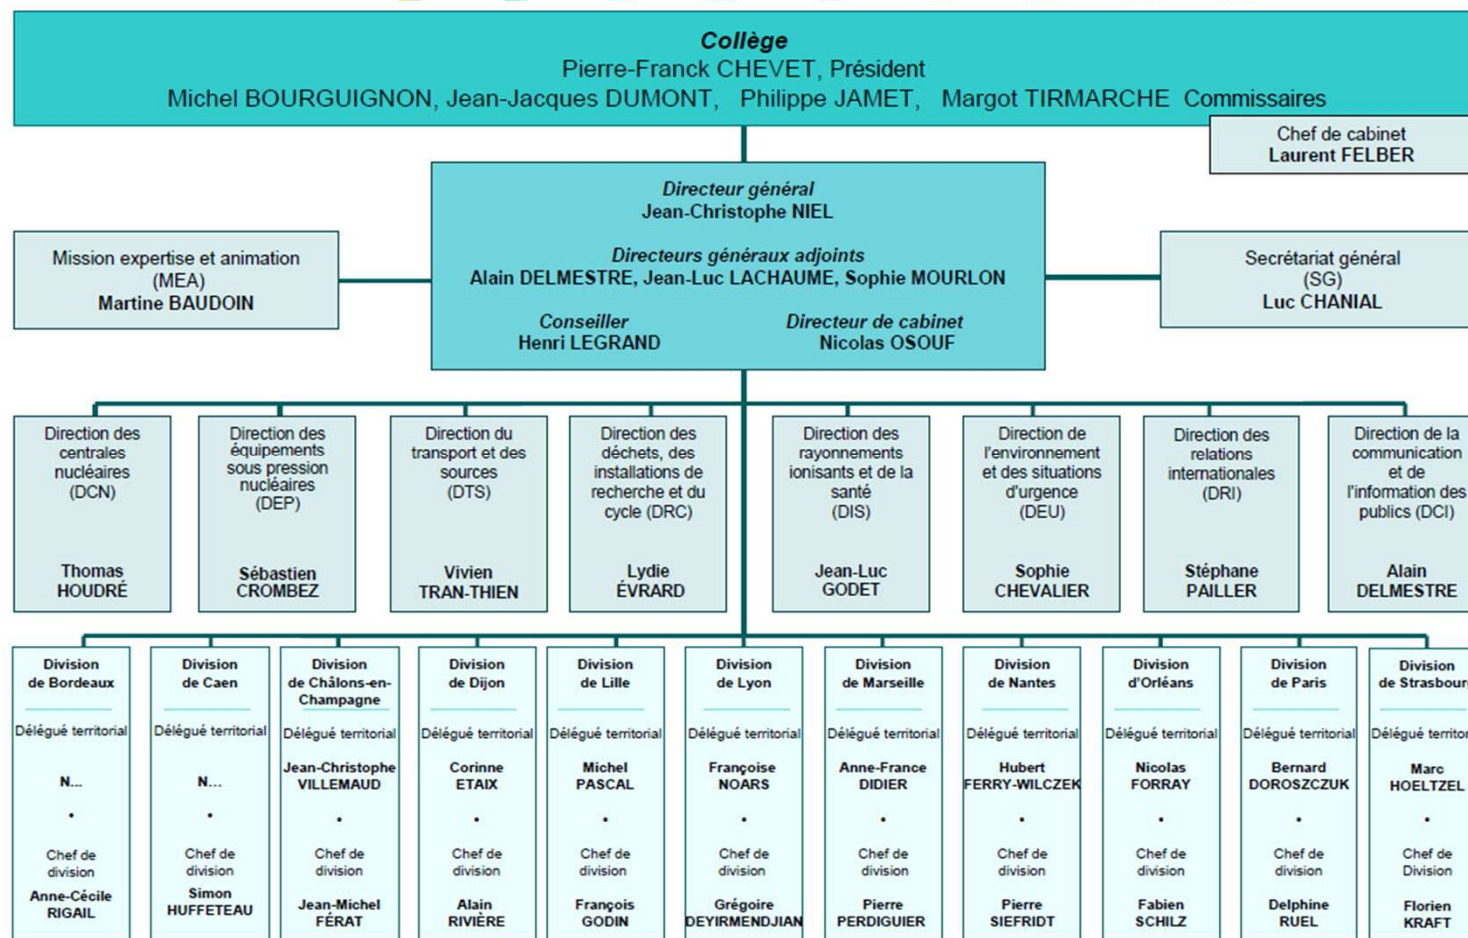 Collège
Pierre-Franck CHEVET, Président
Michel BOURGUIGNON, Jean-Jacques DUMONT, Philippe JAMET, Margot TIRMARCHE Commissaires
Chef de cabinet
Laurent FELBER
Directeur général
Jean-Christophe NIEL
Directeurs généraux adjoints
Alain DELMESTRE, Jean-Luc LACHAUME, Sophie MOURLON
Conseiller
Henri LEGRAND
Directeur de cabinet
Nicolas OSOUF
Mission expertise et animation
(MEA)
Martine BAUDOIN
Secrétariat général
(SG)
Luc CHANIAL
Direction des
centrales
nucléaires
(DCN)
Thomas
HOUDRÉ
Direction des
équipements
sous pression
nucléaires
(DEP)
Sébastien
CROMBEZ
Direction du
transport et des
sources
(DTS)
Vivien
TRAN-THIEN
Direction des
déchets, des
installations de
recherche et du
cycle (DRC)
Lydie
ÉVRARD
Direction des
rayonnements
ionisants et de la
santé
(DIS)
Jean-Luc
GODET
Direction de
l'environnement
et des situations
d'urgence
(DEU)
Sophie
CHEVALIER
Direction des
relations
internationales
(DRI)
Stéphane
PAILLER
Direction de la
communication
et de
l'information des
publics (DCI)
Alain
DELMESTRE
Division
de Bordeaux
Délégué territorial
N...
•
Chef de
division
Anne-Cécile
RIGAIL
Division
de Caen
Délégué territorial
N...
•
Chef de
division
Simon
HUFFETEAU
Division
de Châlons-en-
Champagne
Délégué territorial
Jean-Christophe
VILLEMAUD
•
Chef de
division
Jean-Michel
FÉRAT
Division
de Dijon
Délégué territorial
Corinne
ETAIX
•
Chef de
division
Alain
RIVIÈRE
Division
de Lille
Délégué territorial
Michel
PASCAL
•
Chef de
division
François
GODIN
Division
de Lyon
Délégué territorial
Françoise
NOARS
•
Chef de
division
Grégoire
DEYIRMENDJIAN
Division
de Marseille
Délégué territorial
Anne-France
DIDIER
•
Chef de
division
Pierre
PERDIGUIER
Division
de Nantes
Délégué territorial
Hubert
FERRY-WILCZEK
•
Chef de
division
Pierre
SIEFRIDT
Division
d'Orléans
Délégué territorial
Nicolas
FORRAY
•
Chef de
division
Fabien
SCHILZ
Division
de Paris
Délégué territorial
Bernard
DOROSZCZUK
•
Chef de
division
Delphine
RUEL
Division
de Strasbourg
Délégué territor
Marc
HOELTZEL
•
Chef de
Division
Florien
KRAFT